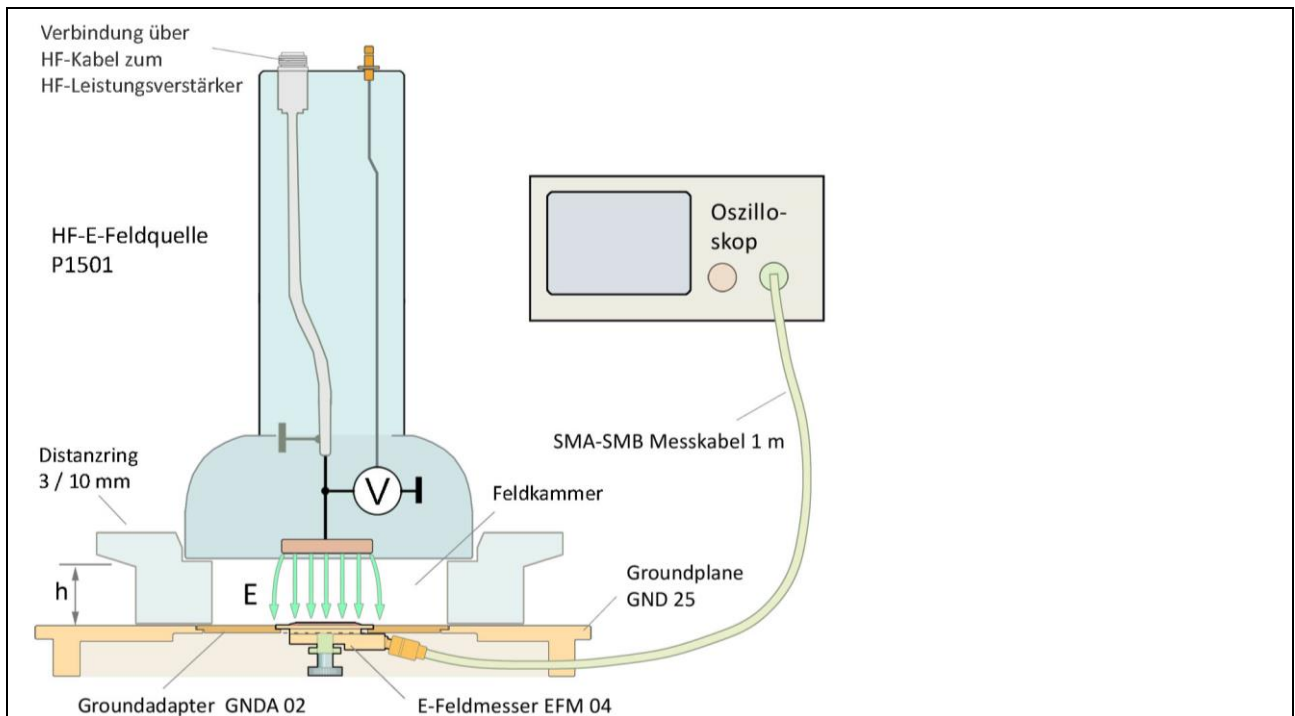 Verbindung über
HF-Kabel zum
HF-Leistungsverstärker
HF-E-Feldquelle
P1501
Oszillo-
skop
SMA-SMB Messkabel 1 m
Distanzring
3 / 10 mm
V
Feldkammer
Groundplane
GND 25
h
E
Groundadapter GNDA 02
E-Feldmesser EFM 04